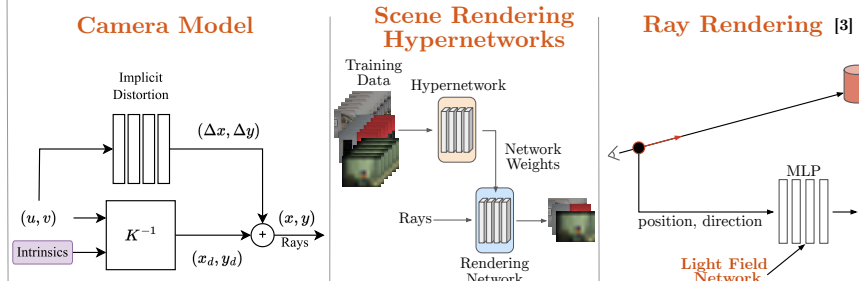 Camera Model
Implicit
Distortion
(Δx, Δy)
(u, v)
K⁻¹
(x, y)
Rays
Intrinsics
(x_d, y_d)
+
Scene Rendering
Hypernetworks
Training
Data
Hypernetwork
Network
Weights
Rays
Rendering
Network
Ray Rendering [3]
MLP
position, direction
Light Field
Network